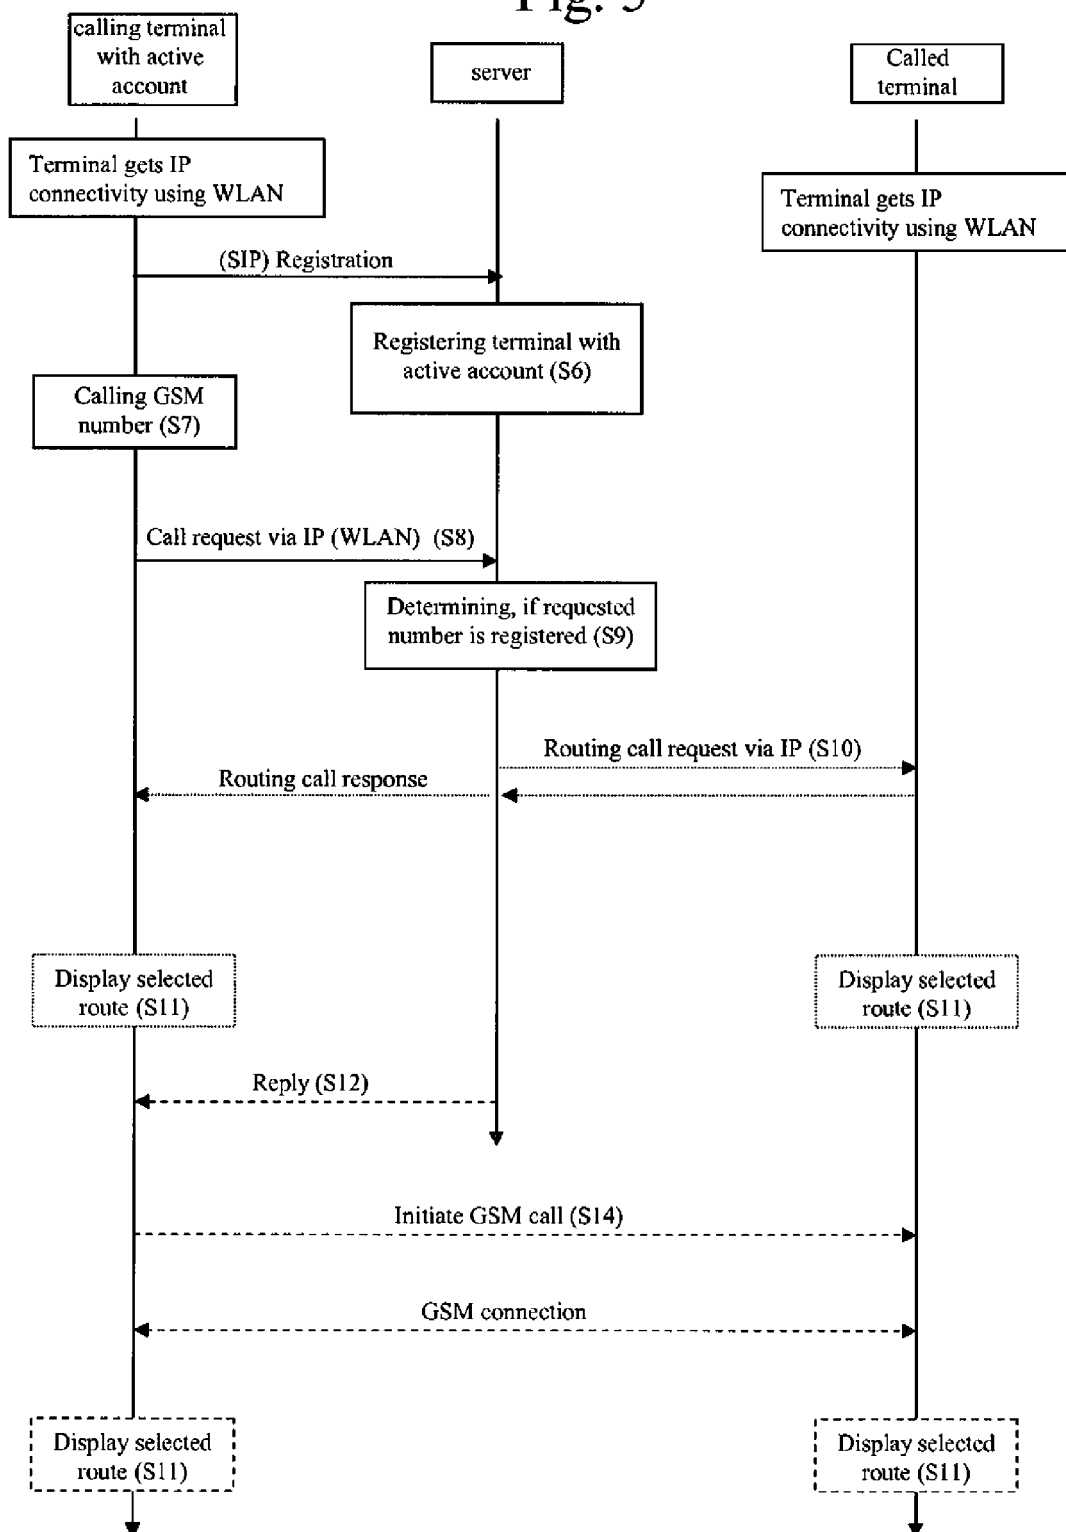 Fig. 5
calling terminal
with active
account
server
Called
terminal
Terminal gets IP
connectivity using WLAN
Terminal gets IP
connectivity using WLAN
(SIP) Registration
Registering terminal with
active account (S6)
Calling GSM
number (S7)
Call request via IP (WLAN) (S8)
Determining, if requested
number is registered (S9)
Routing call request via IP (S10)
Routing call response
Display selected
route (S11)
Display selected
route (S11)
Reply (S12)
Initiate GSM call (S14)
GSM connection
Display selected
route (S11)
Display selected
route (S11)